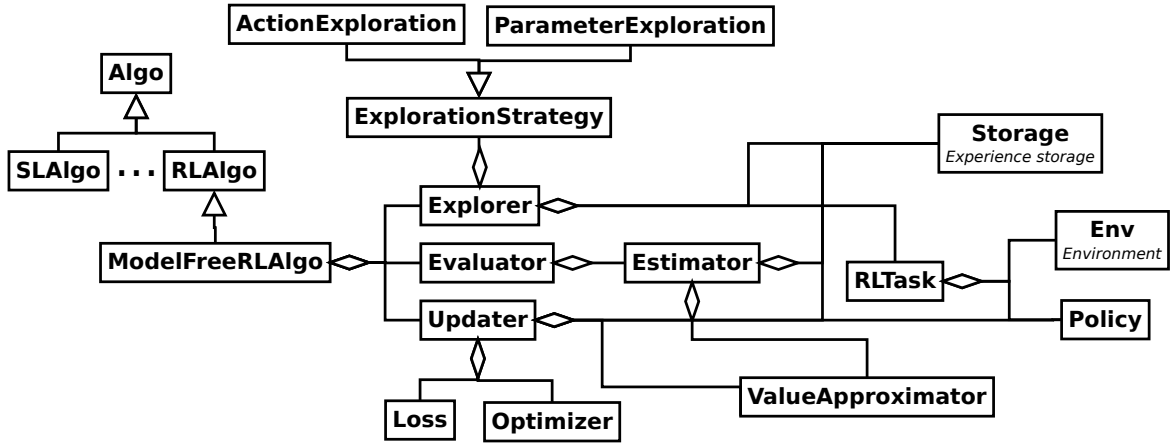 ActionExploration
ParameterExploration
Algo
ExplorationStrategy
Storage
Experience storage
SLAlgo
...
RLAlgo
Explorer
Env
Environment
ModelFreeRLAlgo
Evaluator
Estimator
RLTask
Updater
Policy
ValueApproximator
Loss
Optimizer